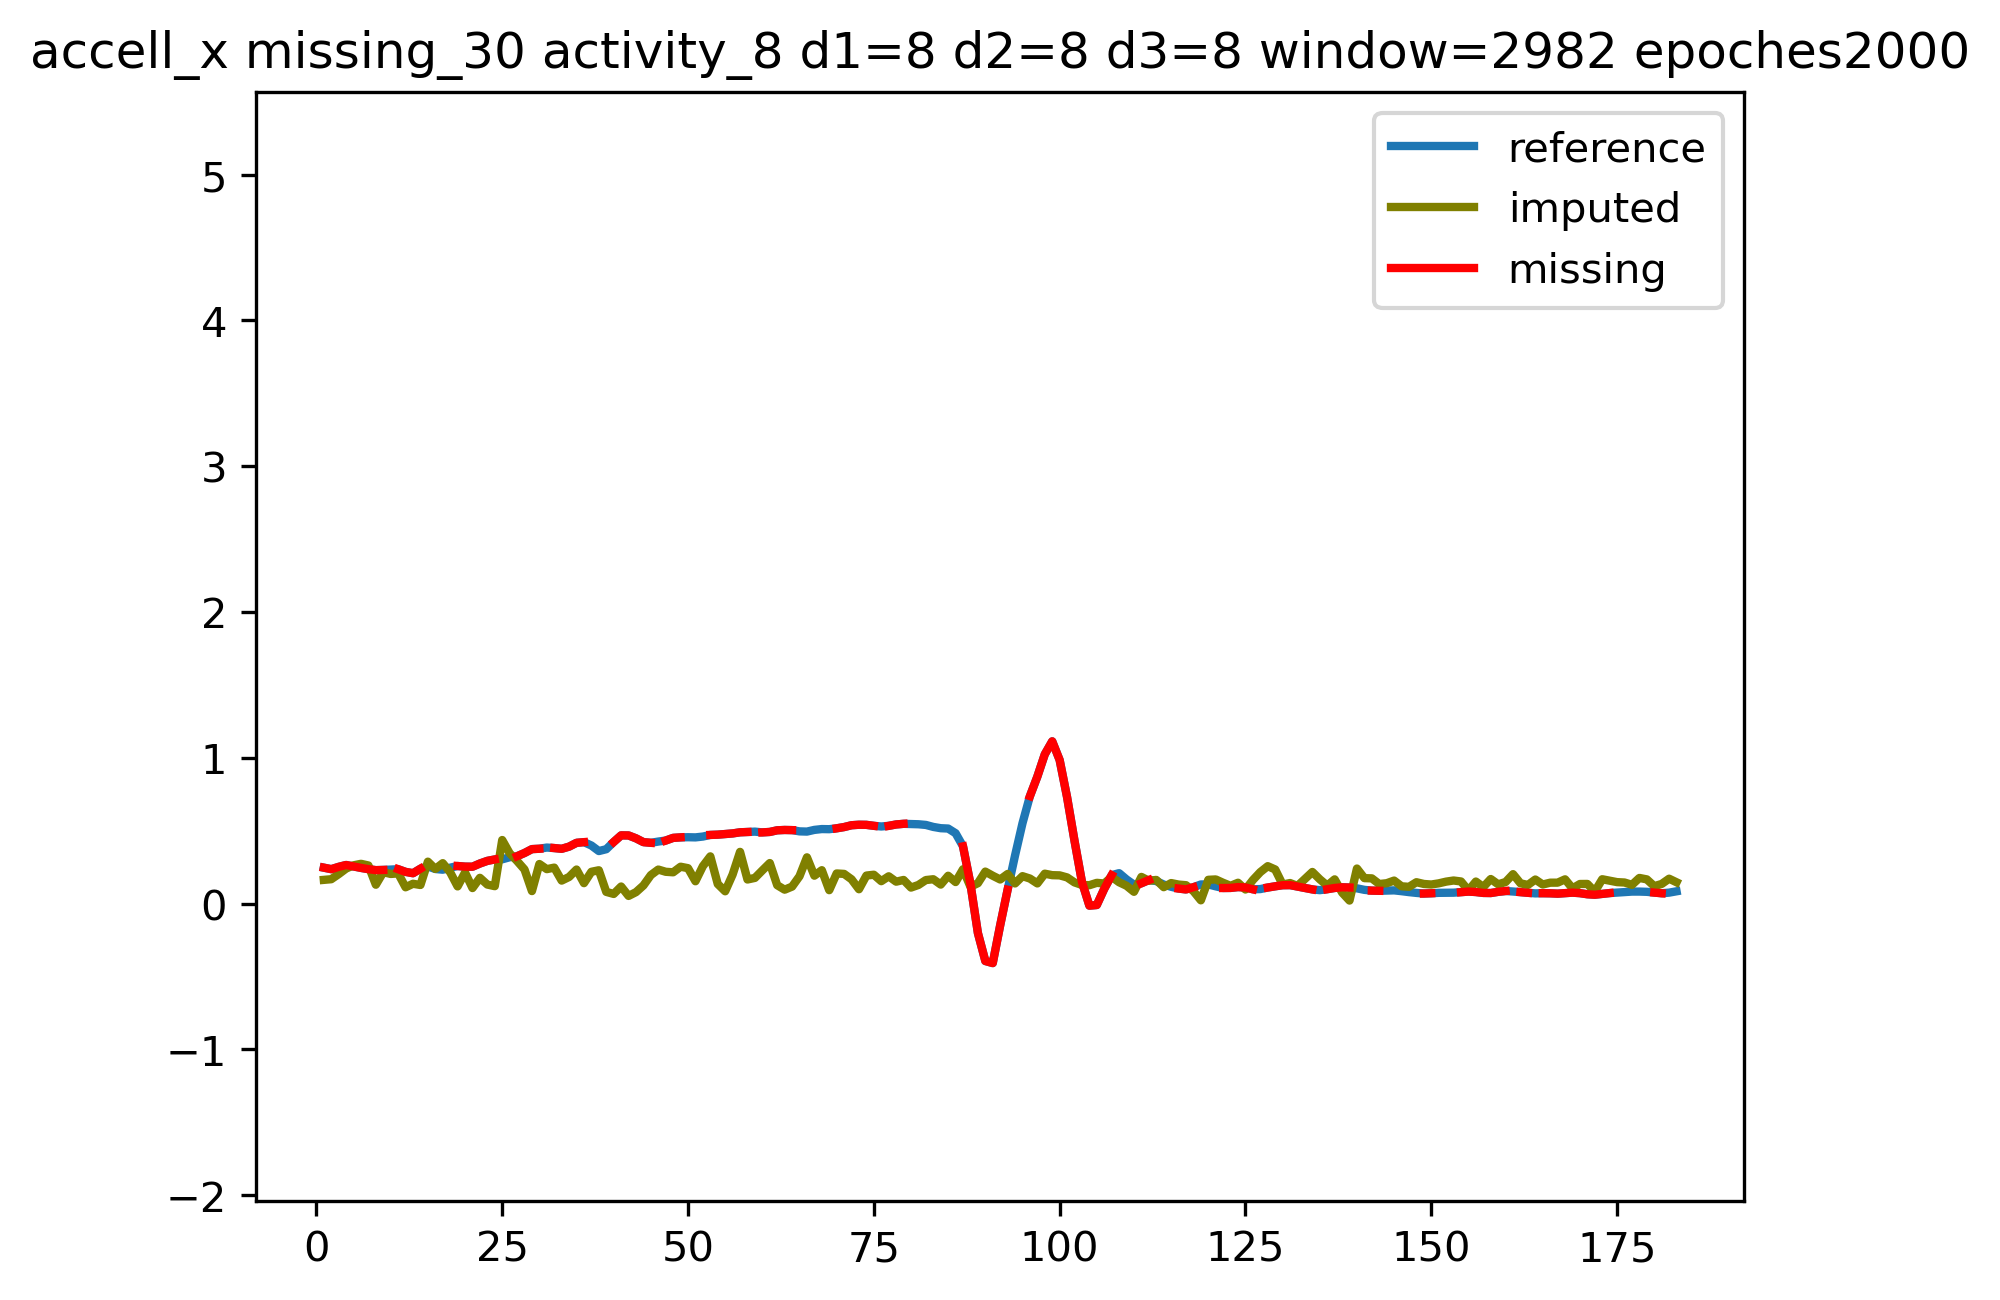 accell_x missing_30 activity_8 d1=8 d2=8 d3=8 window=2982 epoches2000
reference
imputed
missing
5
4
3
2
1
0
−1
−2
0 25 50 75 100 125 150 175